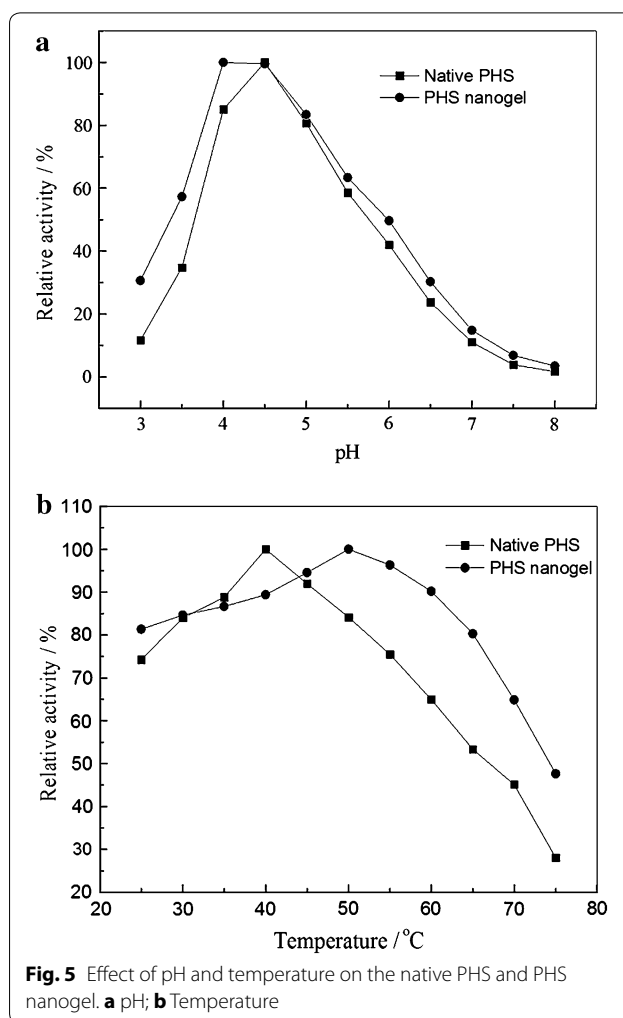 a
100
80
60
40
20
0
Relative activity / %
Native PHS
PHS nanogel
3 4 5 6 7 8
pH
b
110
100
90
80
70
60
50
40
30
20
Relative activity / %
Native PHS
PHS nanogel
20 30 40 50 60 70 80
Temperature / °C
Fig. 5 Effect of pH and temperature on the native PHS and PHS
nanogel. a pH; b Temperature